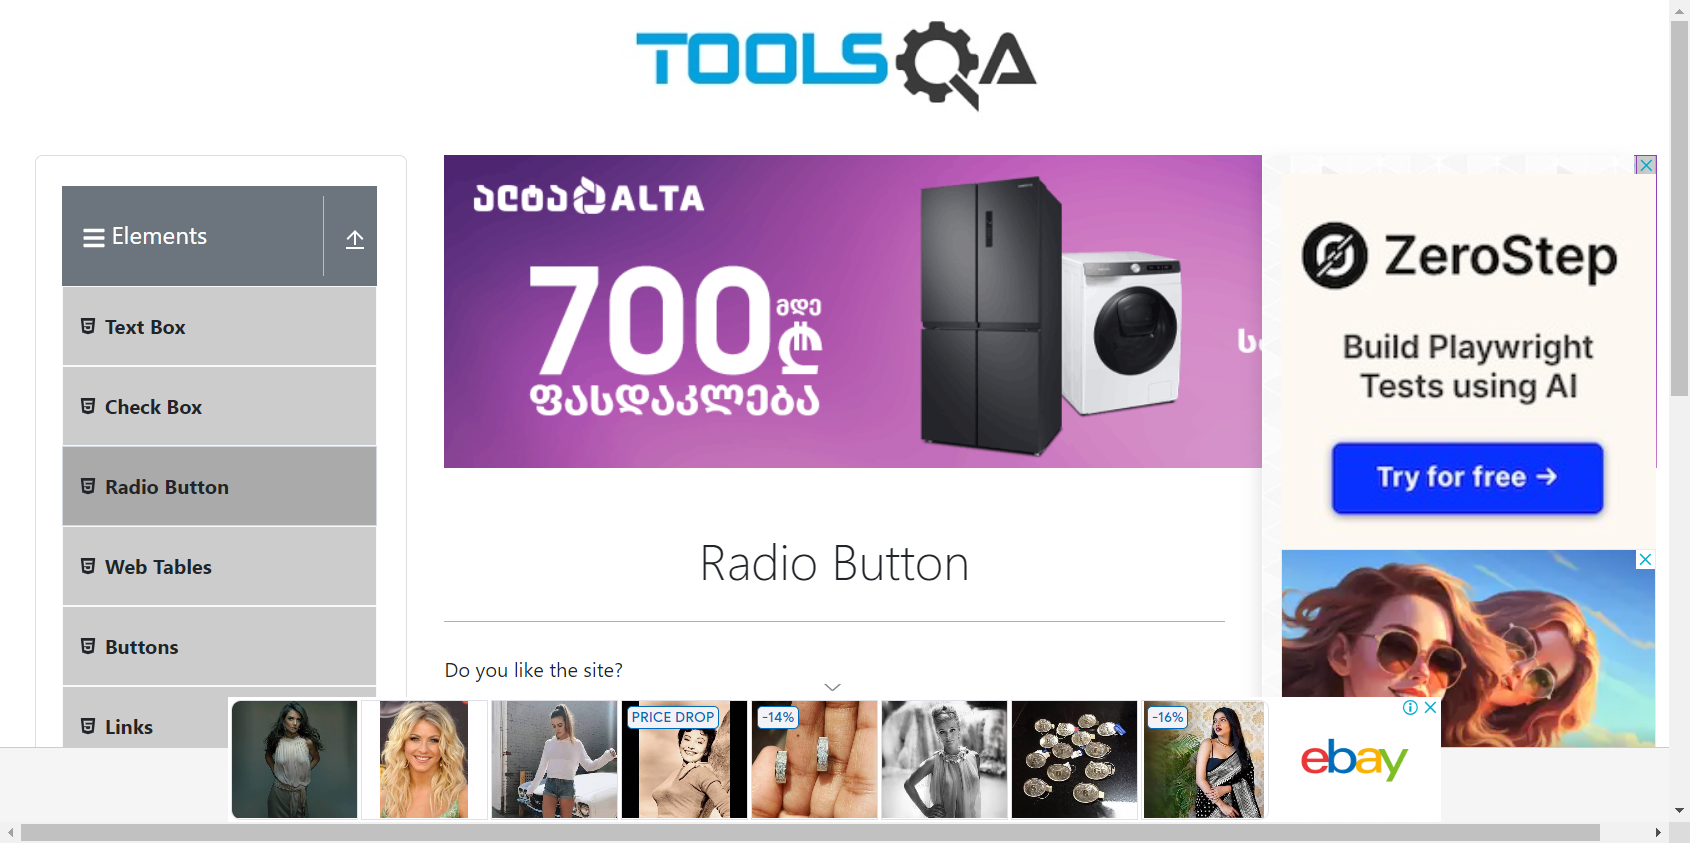 TOOLSQA
Elements
Text Box
Check Box
Radio Button
Web Tables
Buttons
Links
ალტა ALTA
700
მდე
₾
ფასდაკლება
ს
ZeroStep
Build Playwright
Tests using AI
Try for free →
Radio Button
Do you like the site?
PRICE DROP
-14%
-16%
ebay